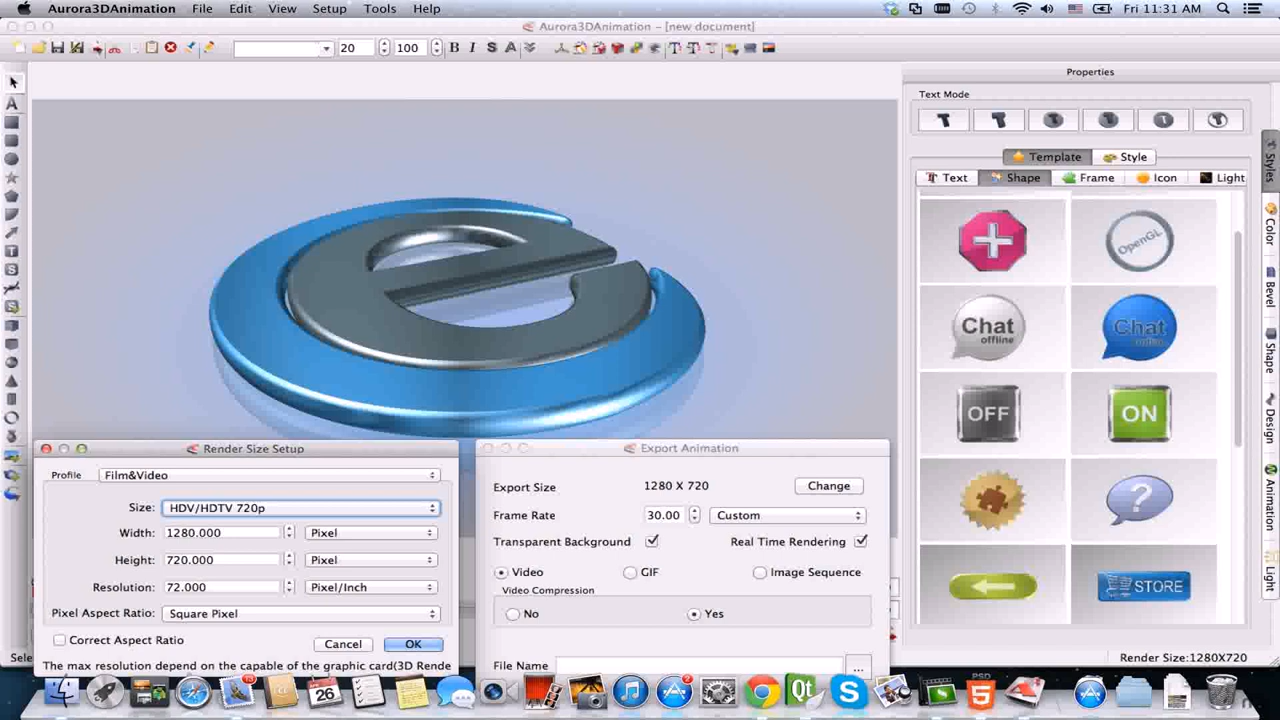 Aurora3DAnimation File Edit View Setup Tools Help Fri 11:31 AM
Aurora3DAnimation – [new document]
20 100 B I S A
Properties
Text Mode
Template Style
Text Shape Frame Icon Light
OpenGL
Chat offline
Chat
OFF ON
?
STORE
Styles
Color
Bevel
Shape
Design
Animation
Light
Render Size Setup
Profile Film&Video
Size: HDV/HDTV 720p
Width: 1280.000 Pixel
Height: 720.000 Pixel
Resolution: 72.000 Pixel/Inch
Pixel Aspect Ratio: Square Pixel
Correct Aspect Ratio Cancel OK
The max resolution depend on the capable of the graphic card(3D Rende
Export Animation
Export Size 1280 X 720 Change
Frame Rate 30.00 Custom
Transparent Background Real Time Rendering
Video GIF Image Sequence
Video Compression
No Yes
File Name ...
Render Size:1280X720
Sele
26
Qt
PSD
5